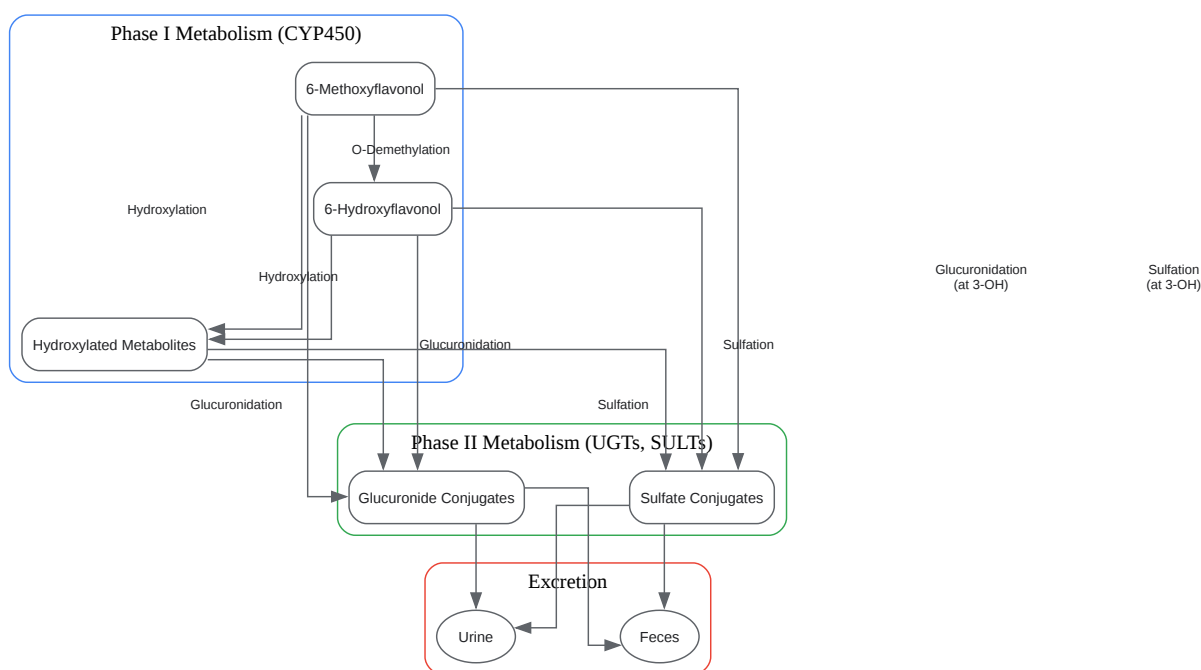 Phase I Metabolism (CYP450)
6-Methoxyflavonol
O-Demethylation
Hydroxylation
6-Hydroxyflavonol
Hydroxylation
Glucuronidation
(at 3-OH)
Sulfation
(at 3-OH)
Hydroxylated Metabolites
Glucuronidation
Sulfation
Glucuronidation
Sulfation
Phase II Metabolism (UGTs, SULTs)
Glucuronide Conjugates
Sulfate Conjugates
Excretion
Urine
Feces